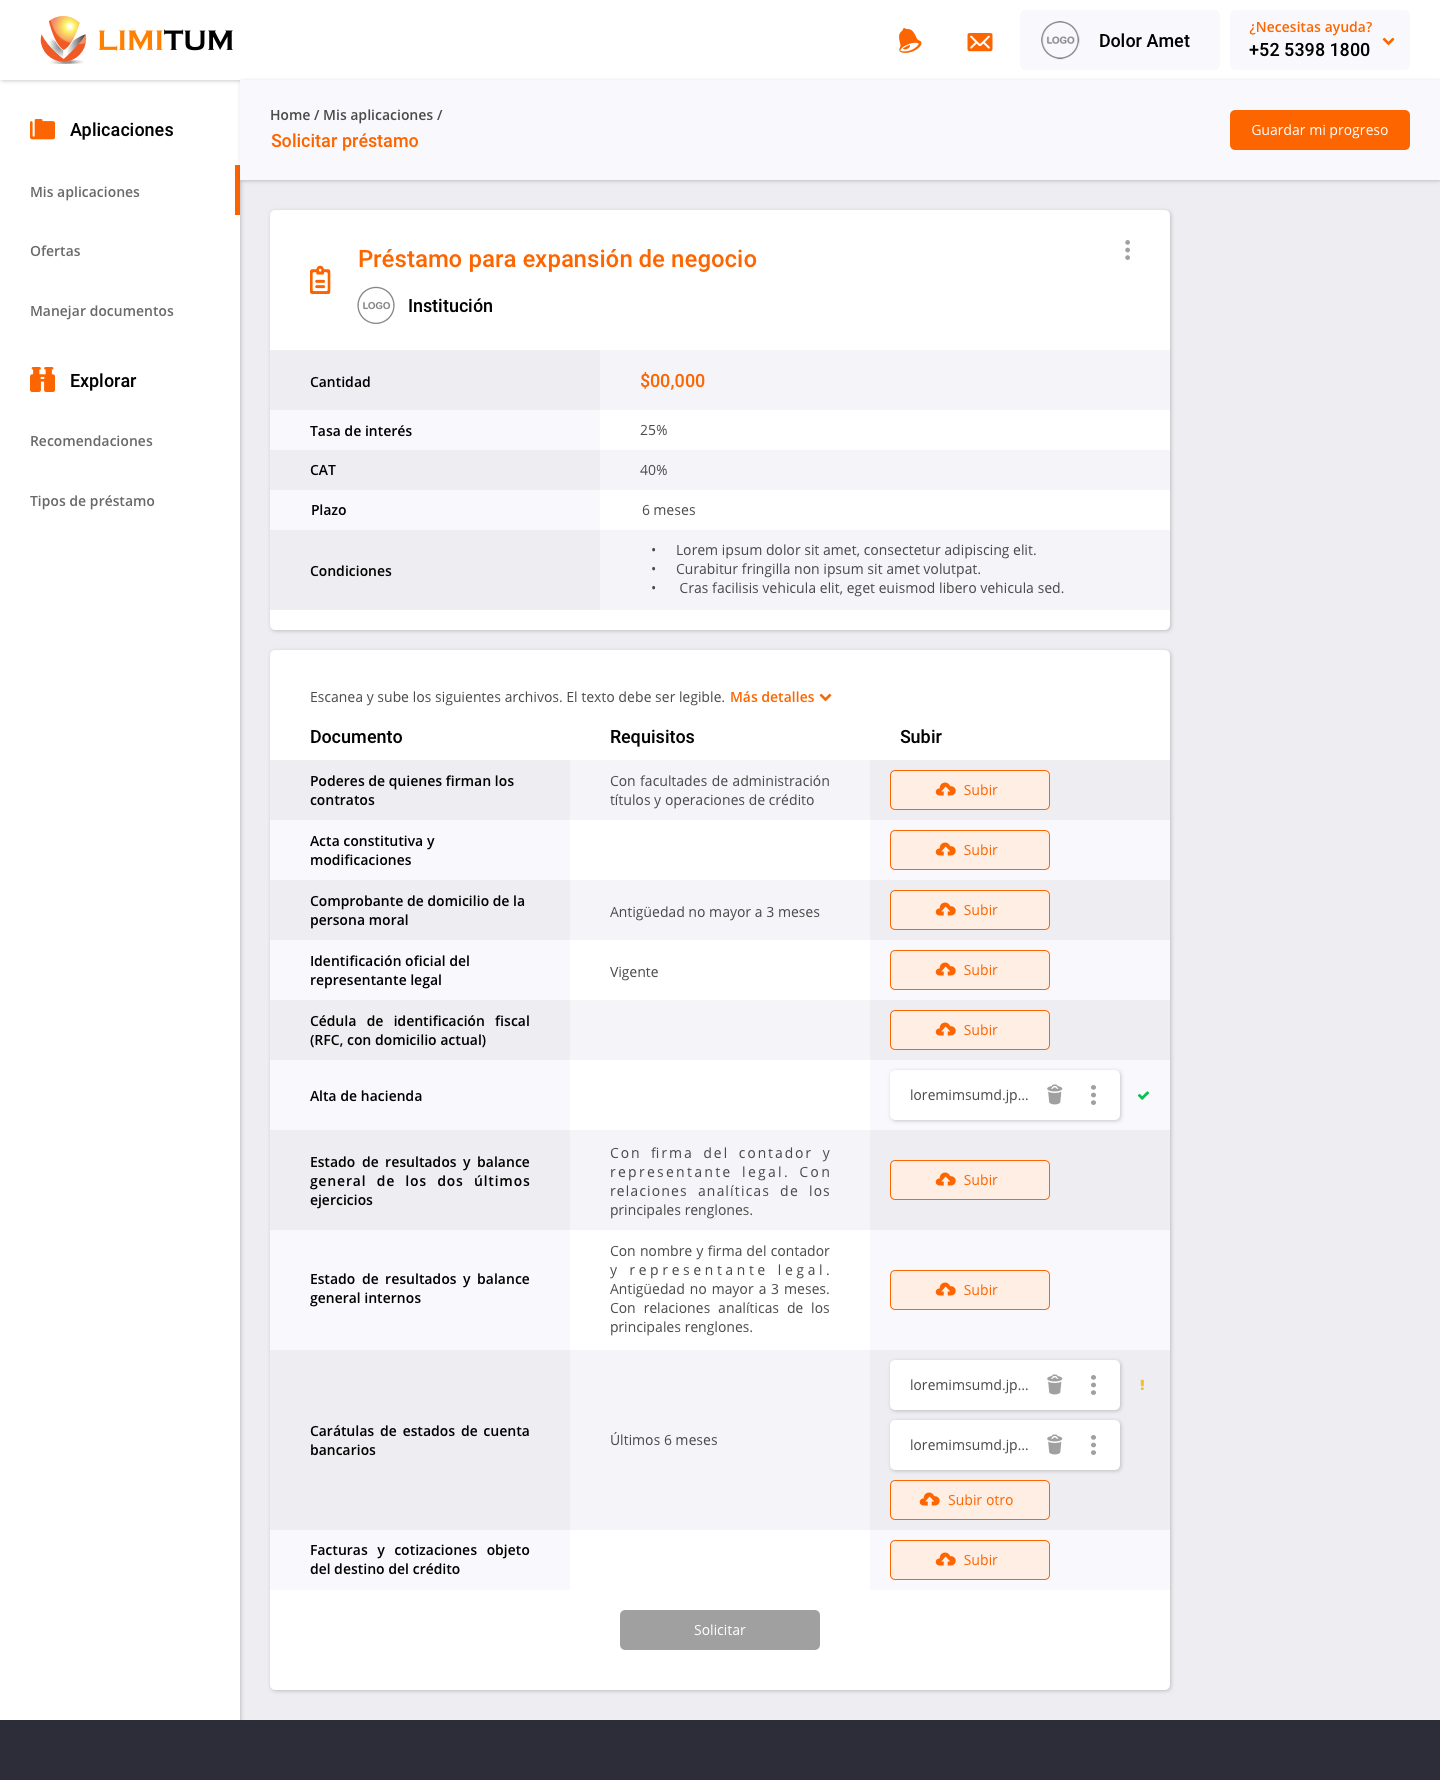 LIMITUM
LOGO
Dolor Amet
¿Necesitas ayuda?
+52 5398 1800
Aplicaciones
Mis aplicaciones
Ofertas
Manejar documentos
Explorar
Recomendaciones
Tipos de préstamo
Home / Mis aplicaciones /
Solicitar préstamo
Guardar mi progreso
Préstamo para expansión de negocio
LOGO
Institución
Cantidad
$00,000
Tasa de interés
25%
CAT
40%
Plazo
6 meses
Condiciones
• Lorem ipsum dolor sit amet, consectetur adipiscing elit.
• Curabitur fringilla non ipsum sit amet volutpat.
• Cras facilisis vehicula elit, eget euismod libero vehicula sed.
Escanea y sube los siguientes archivos. El texto debe ser legible. Más detalles
Documento
Requisitos
Subir
Poderes de quienes firman los
contratos
Con facultades de administración
títulos y operaciones de crédito
Subir
Acta constitutiva y
modificaciones
Subir
Comprobante de domicilio de la
persona moral
Antigüedad no mayor a 3 meses
Subir
Identificación oficial del
representante legal
Vigente
Subir
Cédula de identificación fiscal
(RFC, con domicilio actual)
Subir
Alta de hacienda
loremimsumd.jp...
Estado de resultados y balance
general de los dos últimos
ejercicios
Con firma del contador y
representante legal. Con
relaciones analíticas de los
principales renglones.
Subir
Estado de resultados y balance
general internos
Con nombre y firma del contador
y representante legal.
Antigüedad no mayor a 3 meses.
Con relaciones analíticas de los
principales renglones.
Subir
Carátulas de estados de cuenta
bancarios
Últimos 6 meses
loremimsumd.jp...
!
loremimsumd.jp...
Subir otro
Facturas y cotizaciones objeto
del destino del crédito
Subir
Solicitar